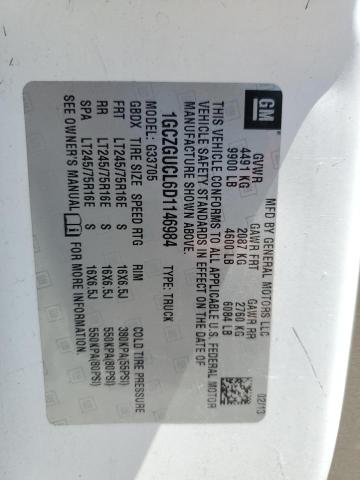 GM
MFD BY GENERAL MOTORS LLC 02/13
GVWR GAWR FRT GAWR RR
4491 KG 2087 KG 2760 KG
9900 LB 4600 LB 6084 LB
THIS VEHICLE CONFORMS TO ALL APPLICABLE U.S. FEDERAL MOTOR
VEHICLE SAFETY STANDARDS IN EFFECT ON THE DATE OF
MANUFACTURE SHOWN ABOVE.
1GCZGUCL6D1146984 TYPE: TRUCK
GBDX G33705
TIRE SIZE SPEED RTG RIM COLD TIRE PRESSURE
FRT LT245/75R16E S 16X6.5J 380KPA(55PSI)
RR LT245/75R16E S 16X6.5J 550KPA(80PSI)
SPA LT245/75R16E S 16X6.5J 550KPA(80PSI)
SEE OWNER'S MANUAL FOR MORE INFORMATION.